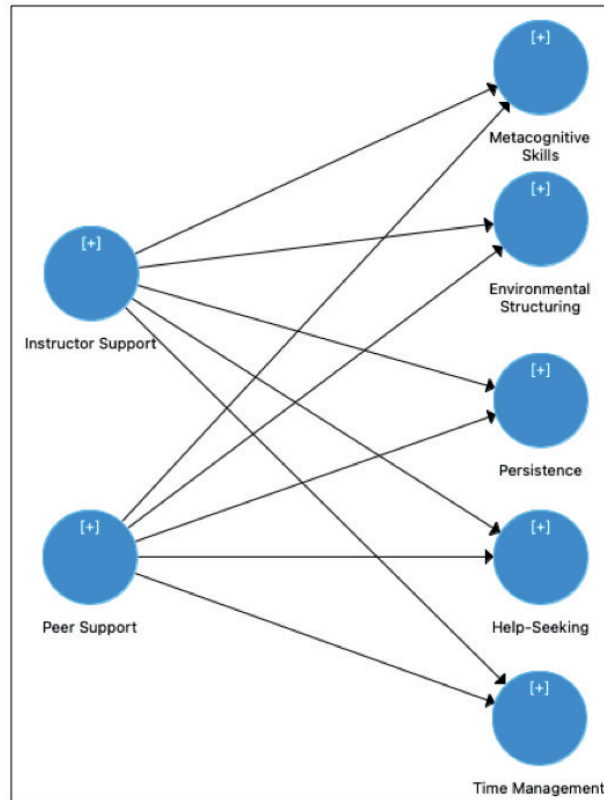 [+]
Metacognitive
Skills
[+]
Environmental
Structuring
[+]
Instructor Support
[+]
Persistence
[+]
Peer Support
[+]
Help-Seeking
[+]
Time Management